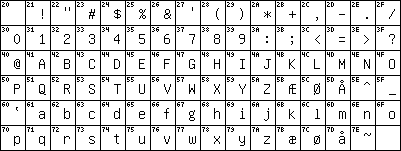 20 21 22 23 24 25 26 27 28 29 2A 2B 2C 2D 2E 2F
! " # $ % & ' ( ) * + , - . /
30 31 32 33 34 35 36 37 38 39 3A 3B 3C 3D 3E 3F
0 1 2 3 4 5 6 7 8 9 : ; < = > ?
40 41 42 43 44 45 46 47 48 49 4A 4B 4C 4D 4E 4F
@ A B C D E F G H I J K L M N O
50 51 52 53 54 55 56 57 58 59 5A 5B 5C 5D 5E 5F
P Q R S T U V W X Y Z Æ Ø Å ^ _
60 61 62 63 64 65 66 67 68 69 6A 6B 6C 6D 6E 6F
` a b c d e f g h i j k l m n o
70 71 72 73 74 75 76 77 78 79 7A 7B 7C 7D 7E
p q r s t u v w x y z æ ø å ~